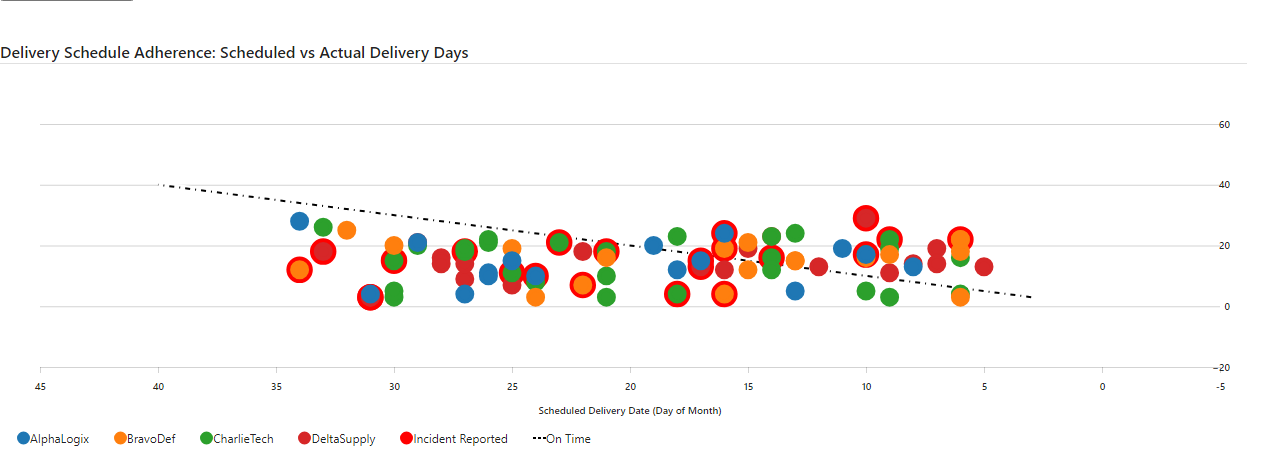 Delivery Schedule Adherence: Scheduled vs Actual Delivery Days
60
40
20
0
−20
45 40 35 30 25 20 15 10 5 0 -5
Scheduled Delivery Date (Day of Month)
AlphaLogix BravoDef CharlieTech DeltaSupply Incident Reported On Time